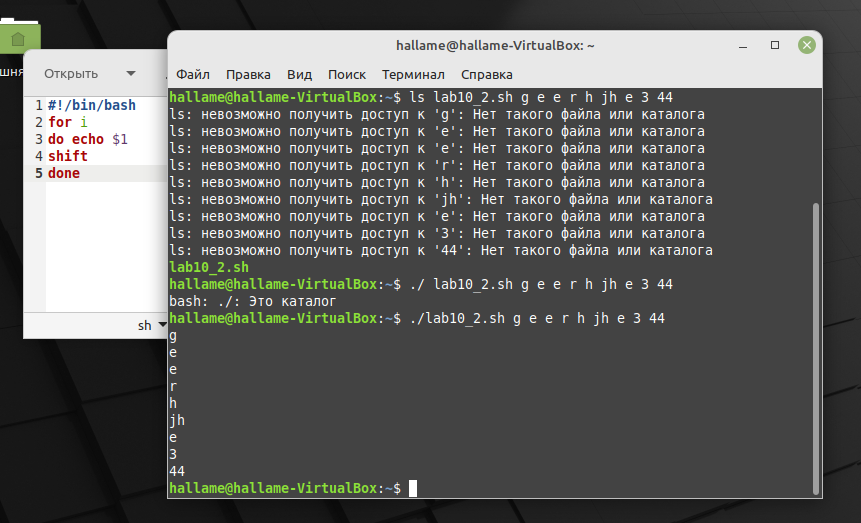 шня
Открыть
1 #!/bin/bash
2 for i
3 do echo $1
4 shift
5 done
sh
hallame@hallame-VirtualBox: ~
Файл Правка Вид Поиск Терминал Справка
hallame@hallame-VirtualBox:~$ ls lab10_2.sh g e e r h jh e 3 44
ls: невозможно получить доступ к 'g': Нет такого файла или каталога
ls: невозможно получить доступ к 'e': Нет такого файла или каталога
ls: невозможно получить доступ к 'e': Нет такого файла или каталога
ls: невозможно получить доступ к 'r': Нет такого файла или каталога
ls: невозможно получить доступ к 'h': Нет такого файла или каталога
ls: невозможно получить доступ к 'jh': Нет такого файла или каталога
ls: невозможно получить доступ к 'e': Нет такого файла или каталога
ls: невозможно получить доступ к '3': Нет такого файла или каталога
ls: невозможно получить доступ к '44': Нет такого файла или каталога
lab10_2.sh
hallame@hallame-VirtualBox:~$ ./ lab10_2.sh g e e r h jh e 3 44
bash: ./: Это каталог
hallame@hallame-VirtualBox:~$ ./lab10_2.sh g e e r h jh e 3 44
g
e
e
r
h
jh
e
3
44
hallame@hallame-VirtualBox:~$